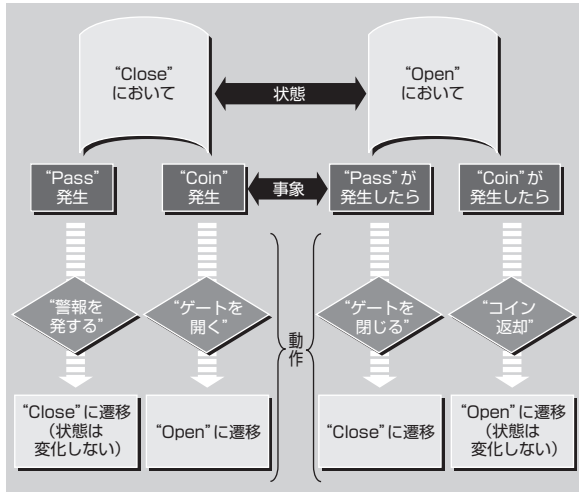 “Close”
において
状態
“Open”
において
“Pass”
発生
“Coin”
発生
事象
“Pass”が
発生したら
“Coin”が
発生したら
“警報を
発する”
“ゲートを
開く”
動作
“ゲートを
閉じる”
“コイン
返却”
“Close”に遷移
（状態は
変化しない）
“Open”に遷移
“Close”に遷移
“Open”に遷移
（状態は
変化しない）